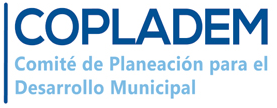 COPLADEM
Comité de Planeación para el
Desarrollo Municipal